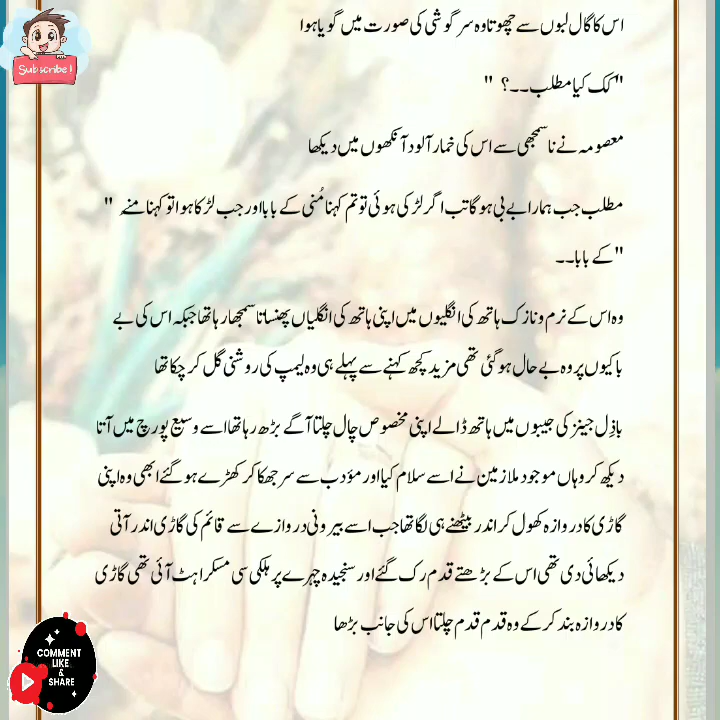 اس کا گال لبوں سے چھوتا وہ سرگوشی کی صورت میں گویا ہوا
"کک کیا مطلب۔۔؟ "
معصومہ نے ناسمجھی سے اس کی خمار آلود آنکھوں میں دیکھا
مطلب جب ہمارا بے بی ہوگا تب اگر لڑکی ہوئی تو تم کہنا مُنی کے بابا اور جب لڑکا ہوا تو کہنا منے "
"کے بابا۔۔
وہ اس کے نرم و نازک ہاتھ کی انگلیوں میں اپنی ہاتھ کی انگلیاں پھنساتا سمجھا رہا تھا جبکہ اس کی بے
باکیوں پر وہ بے حال ہوگئی تھی مزید کچھ کہنے سے پہلے ہی وہ لیمپ کی روشنی گل کر چکا تھا
باذِل جینز کی جیبوں میں ہاتھ ڈالے اپنی مخصوص چال چلتا آگے بڑھ رہا تھا اسے وسیع پورچ میں آتا
دیکھ کر وہاں موجود ملازمین نے اسے سلام کیا اور مؤدب سے سر جھکا کر کھڑے ہوگئے ابھی وہ اپنی
گاڑی کا دروازہ کھول کر اندر بیٹھنے ہی لگا تھا جب اسے بیرونی دروازے سے قائم کی گاڑی اندر آتی
دیکھائی دی تھی اس کے بڑھتے قدم رک گئے اور سنجیدہ چہرے پر ہلکی سی مسکراہٹ آئی تھی گاڑی
کا دروازہ بند کر کے وہ قدم قدم چلتا اس کی جانب بڑھا
Subscribe!
COMMENT
LIKE
&
SHARE